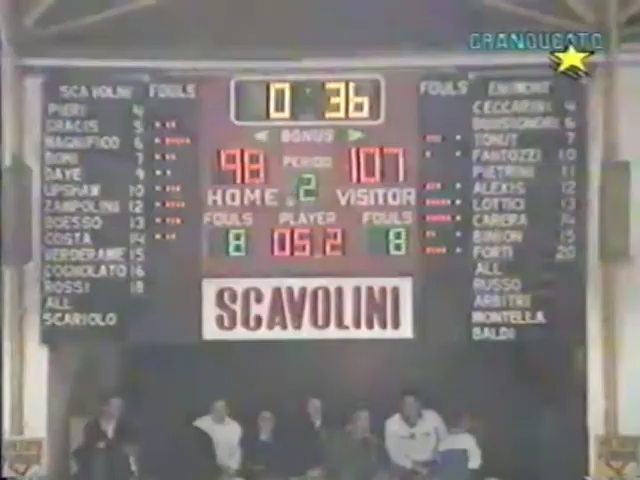 GRANDUCATO
SCAVOLINI FOULS
0:36
FOULS
BONUS
98 PERIOD 107
HOME 2 VISITOR
FOULS PLAYER FOULS
8 05.2 8
SCAVOLINI
PIERI 4
GRACIS 5
MAGNIFICO 6
BONI 7
DAYE 9
UPSHAW 10
ZAMPOLINI 12
BOESSO 13
COSTA 14
VERDERAME 15
COGNOLATO 16
ROSSI 18
ALL
SCARIOLO
CECCARINI 4
BONSIGNORI 6
TONUT 7
FANTOZZI 10
PIETRINI 11
ALEXIS 12
LOTTICI 13
CARERA 14
BINION 15
FORTI 20
ALL
RUSSO
ARBITRI
MONTELLA
BALDI